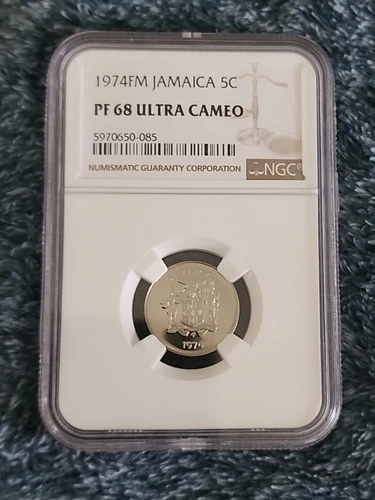 1974FM JAMAICA 5C
PF 68 ULTRA CAMEO
5970650-085
NUMISMATIC GUARANTY CORPORATION
NGC
1974